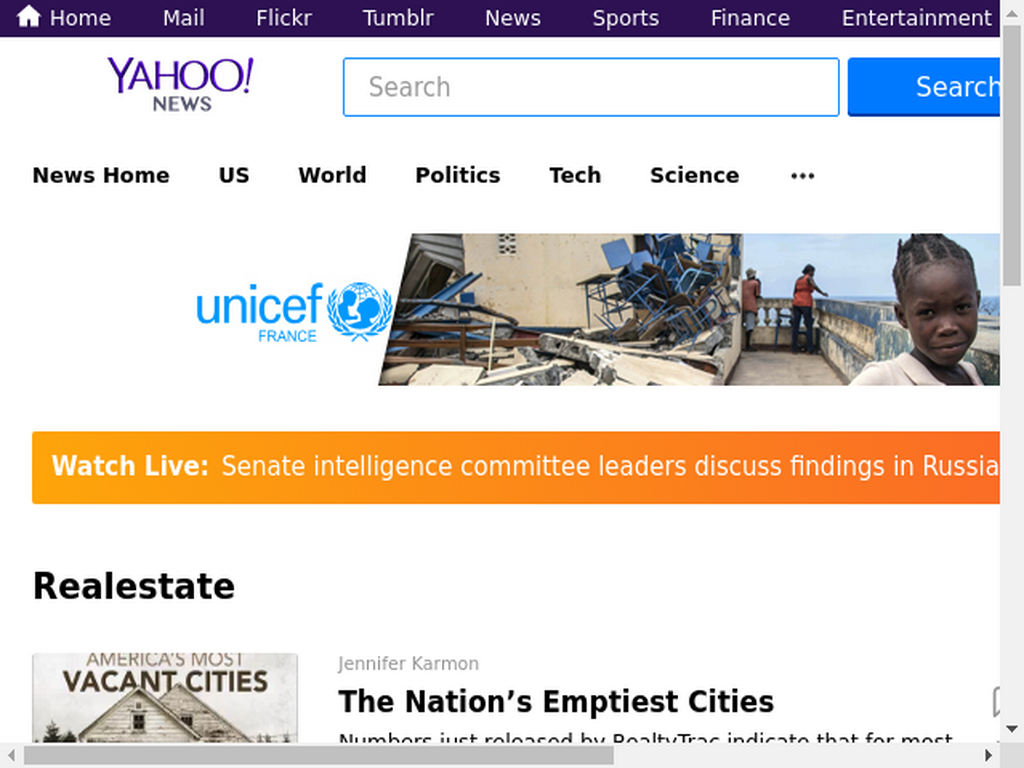 Home Mail Flickr Tumblr News Sports Finance Entertainment
YAHOO!
NEWS
Search
Search
News Home US World Politics Tech Science •••
unicef
FRANCE
Watch Live: Senate intelligence committee leaders discuss findings in Russia
Realestate
AMERICA'S MOST
VACANT CITIES
Jennifer Karmon
The Nation’s Emptiest Cities
Numbers just released by RealtyTrac indicate that for most